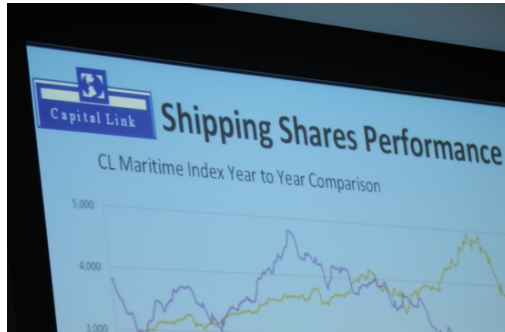 Capital Link
Shipping Shares Performance
CL Maritime Index Year to Year Comparison
5,000
4,000
3,000